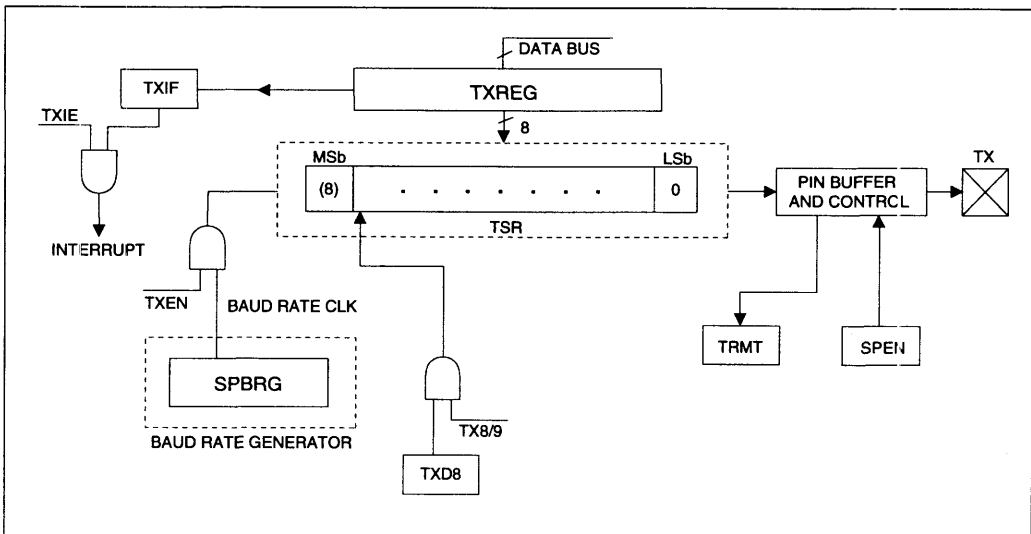 DATA BUS
TXIF
TXREG
TXIE
8
MSb
LSb
TX
(8)
0
PIN BUFFER
AND CONTROL
TSR
INTERRUPT
TXEN
BAUD RATE CLK
TRMT
SPEN
SPBRG
TX8/9
BAUD RATE GENERATOR
TXD8